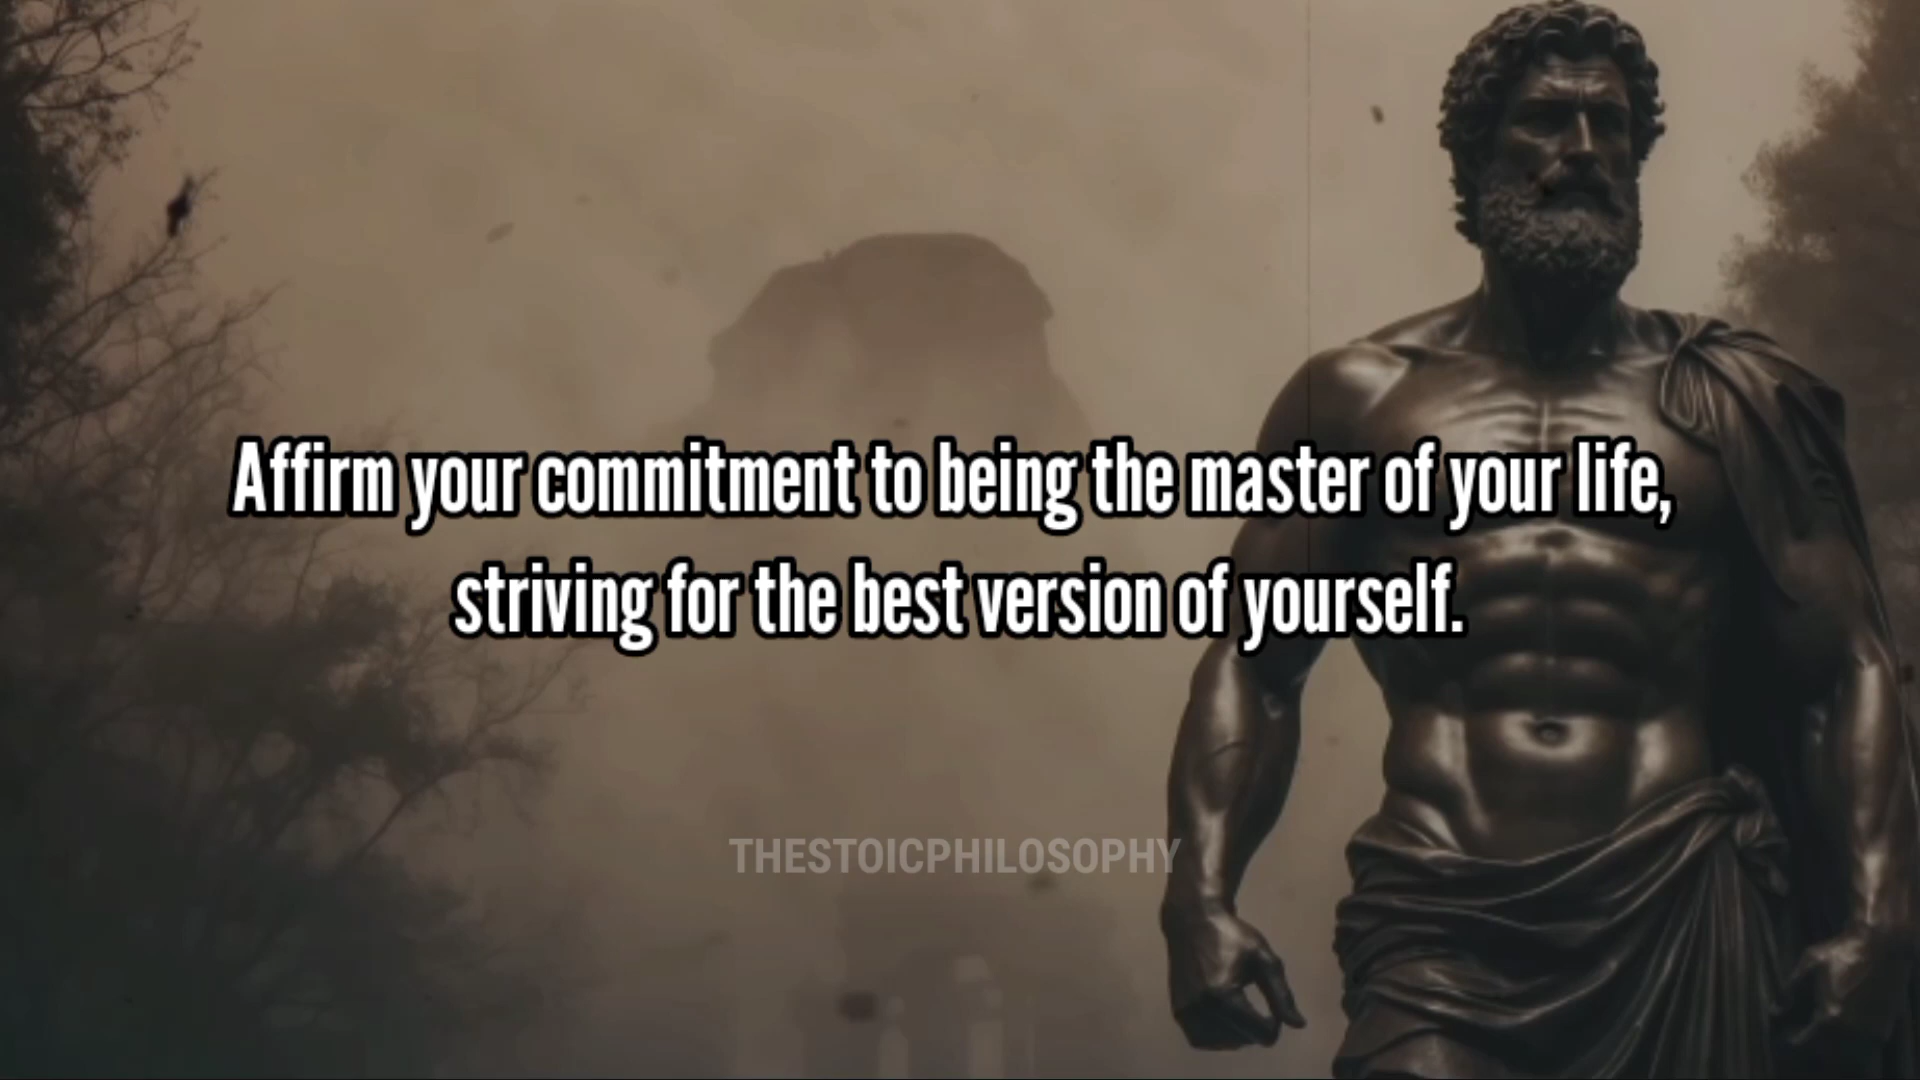 Affirm your commitment to being the master of your life,
striving for the best version of yourself.
THESTOICPHILOSOPHY